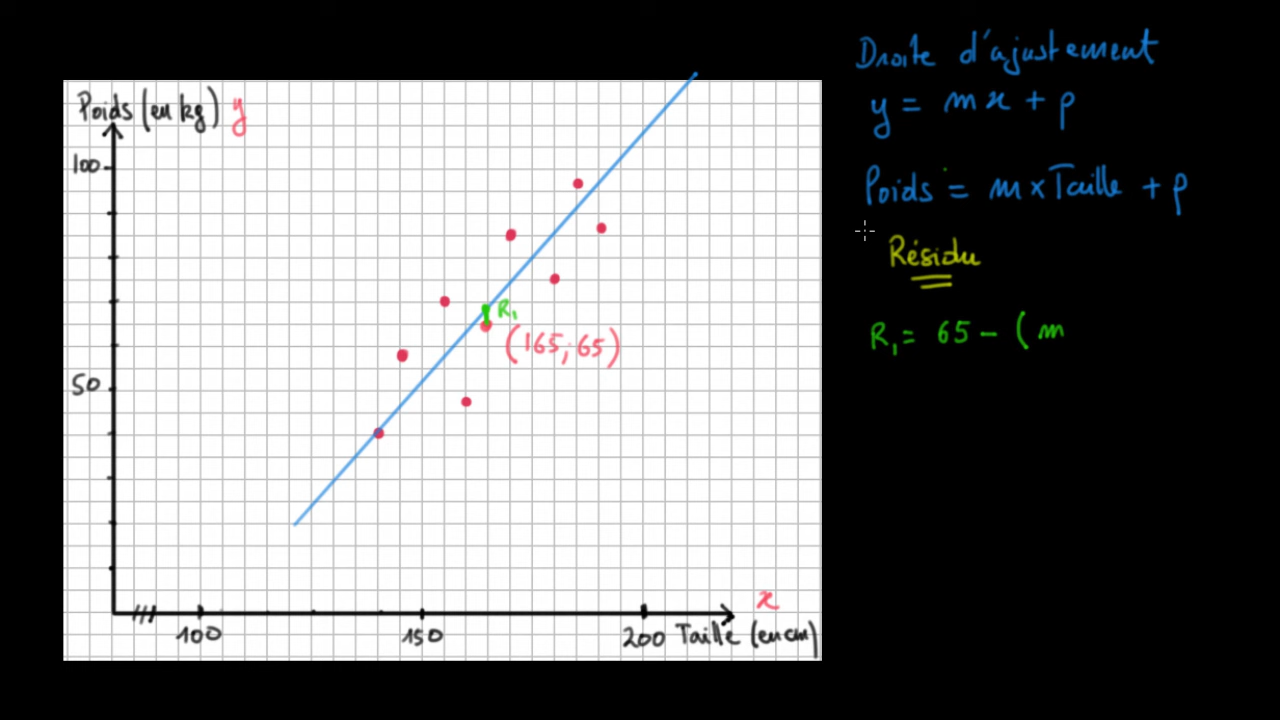 Droite d'ajustement
y = mx + p
Poids = m x Taille + p
Résidu
R₁ = 65 - ( m
Poids (en kg) y
100
50
R₁
(165; 65)
x
100 150 200 Taille (en cm)